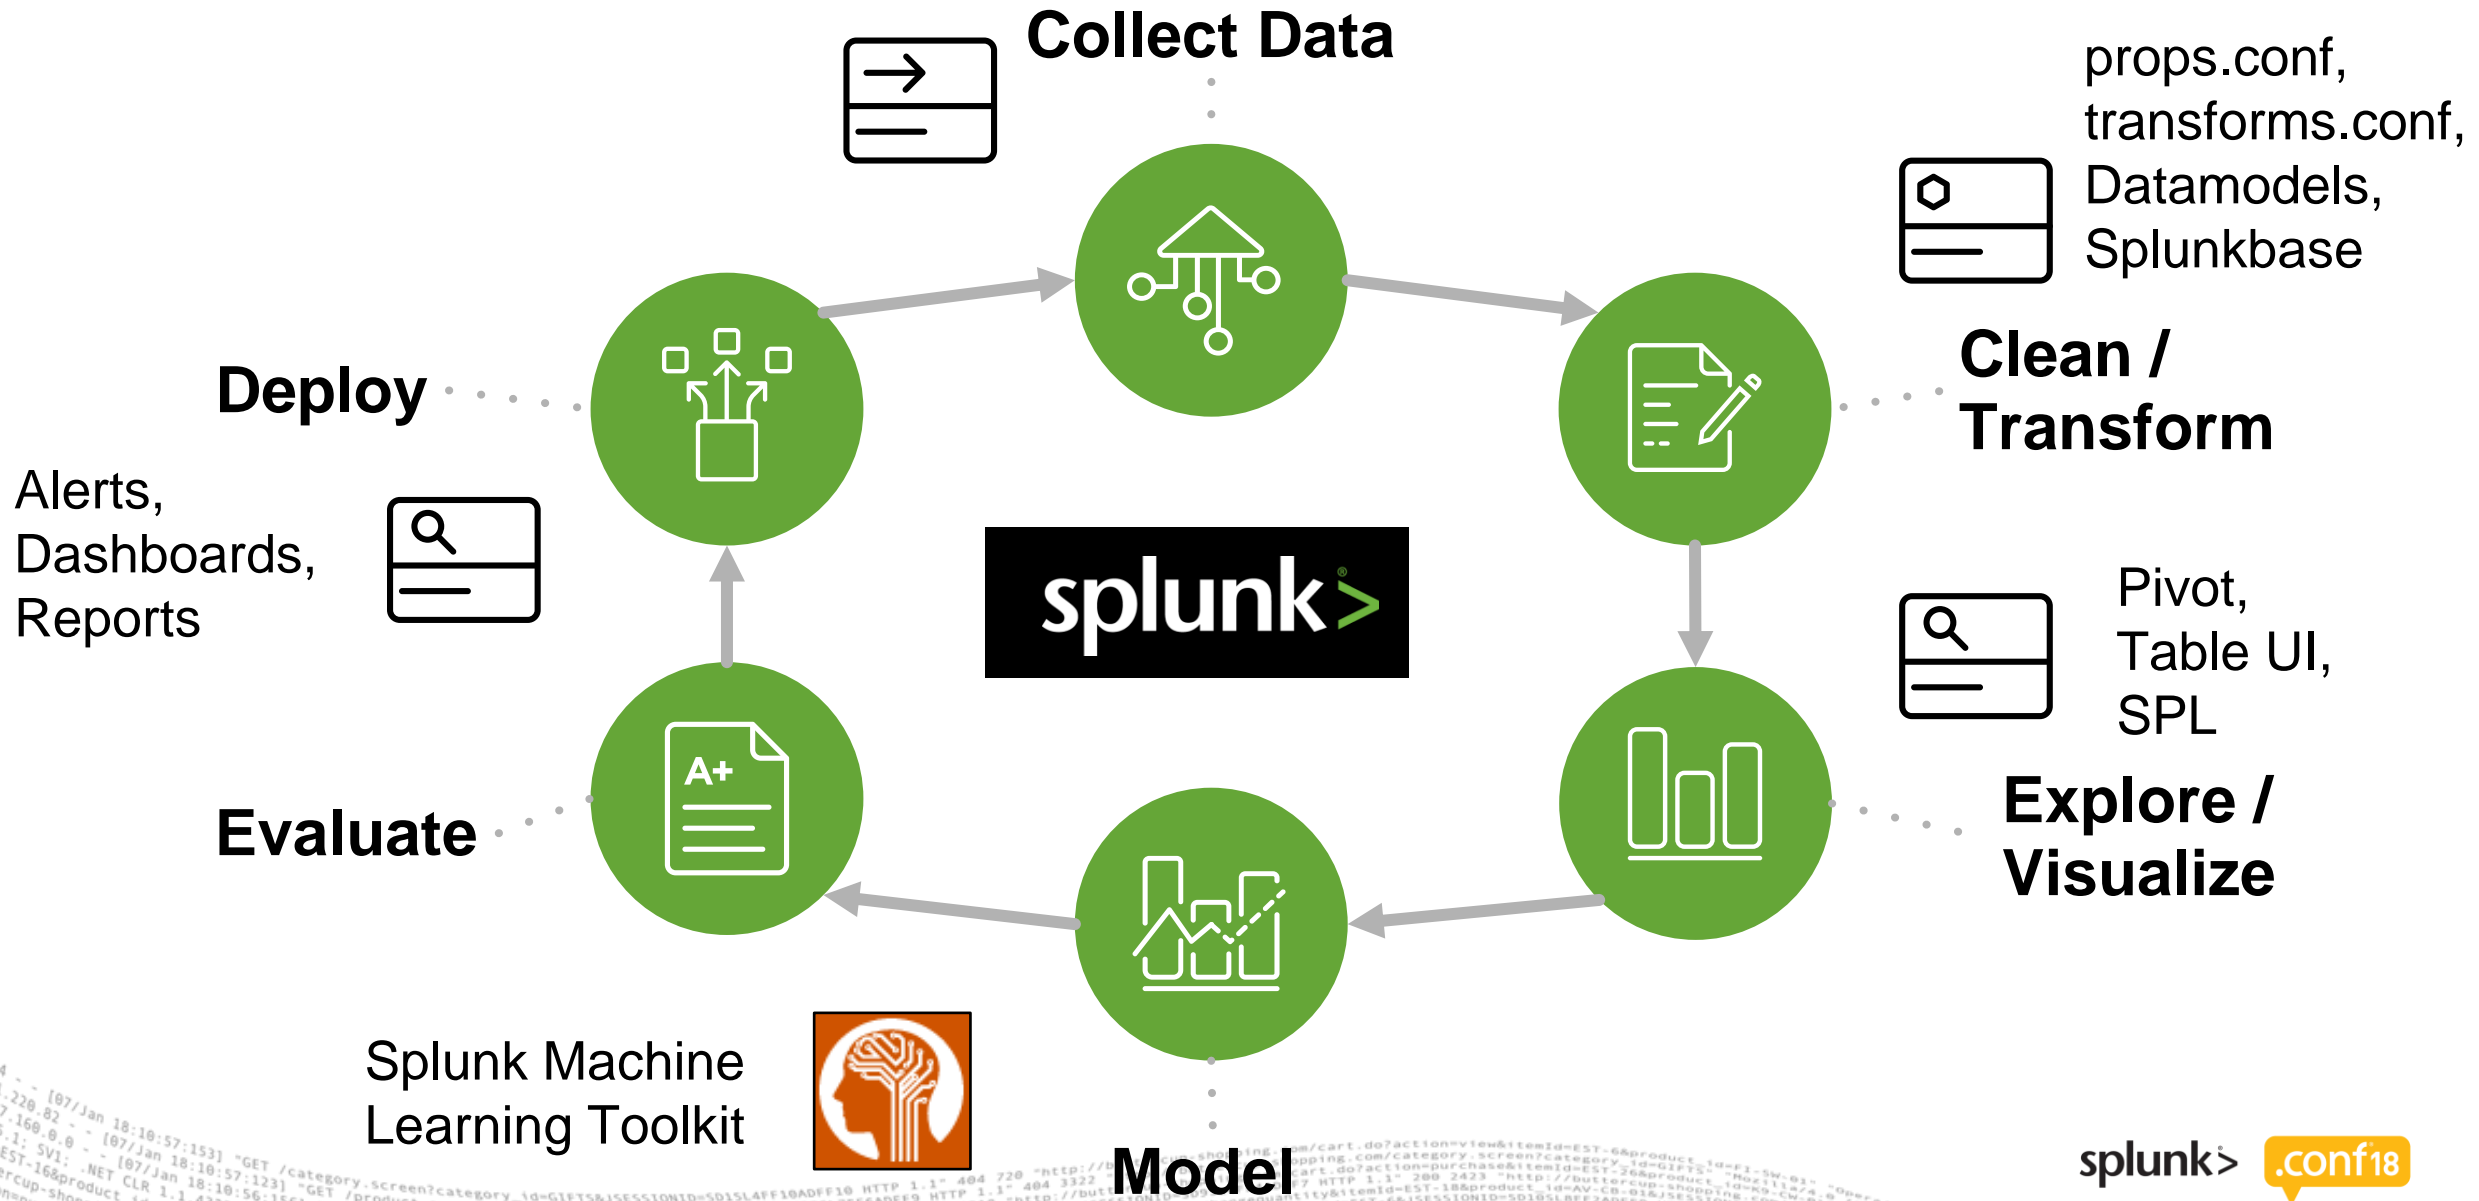 Collect Data
props.conf,
transforms.conf,
Datamodels,
Splunkbase
Clean /
Transform
Deploy
Alerts,
Dashboards,
Reports
splunk>®
Pivot,
Table UI,
SPL
A+
Evaluate
Explore /
Visualize
Splunk Machine
Learning Toolkit
Model
splunk> .conf18